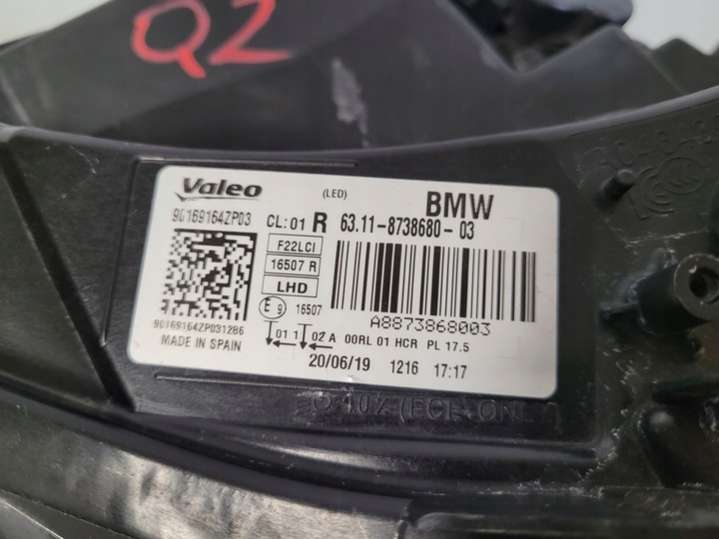 Q2
Valeo
(LED)
BMW
90169164ZP03
CL:01 R 63.11-8738680-03
F22LCI
16507 R
LHD
E9 16507
A8873868003
90169164ZP031286
MADE IN SPAIN
01 1 02 A 00RL 01 HCR PL 17.5
20/06/19 1216 17:17